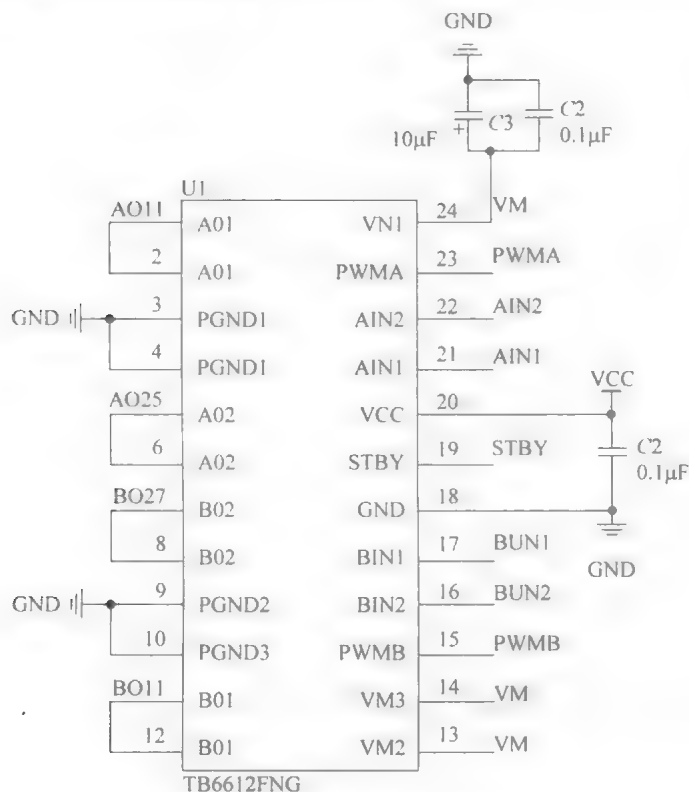 GND
10μF
+
C3
C2
0.1μF
U1
AO11
A01
VN1
24
VM
2
A01
PWMA
23
PWMA
GND
3
PGND1
AIN2
22
AIN2
4
PGND1
AIN1
21
AIN1
AO25
A02
VCC
20
VCC
6
A02
STBY
19
STBY
C2
0.1μF
BO27
B02
GND
18
GND
8
B02
BIN1
17
BUN1
GND
9
PGND2
BIN2
16
BUN2
10
PGND3
PWMB
15
PWMB
BO11
B01
VM3
14
VM
12
B01
VM2
13
VM
TB6612FNG